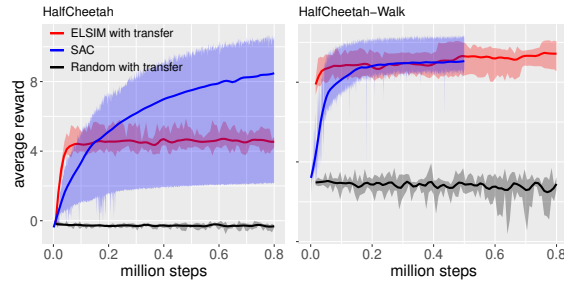 HalfCheetah
HalfCheetah-Walk
ELSIM with transfer
SAC
Random with transfer
average reward
8
4
0
0.0 0.2 0.4 0.6 0.8
0.0 0.2 0.4 0.6 0.8
million steps
million steps